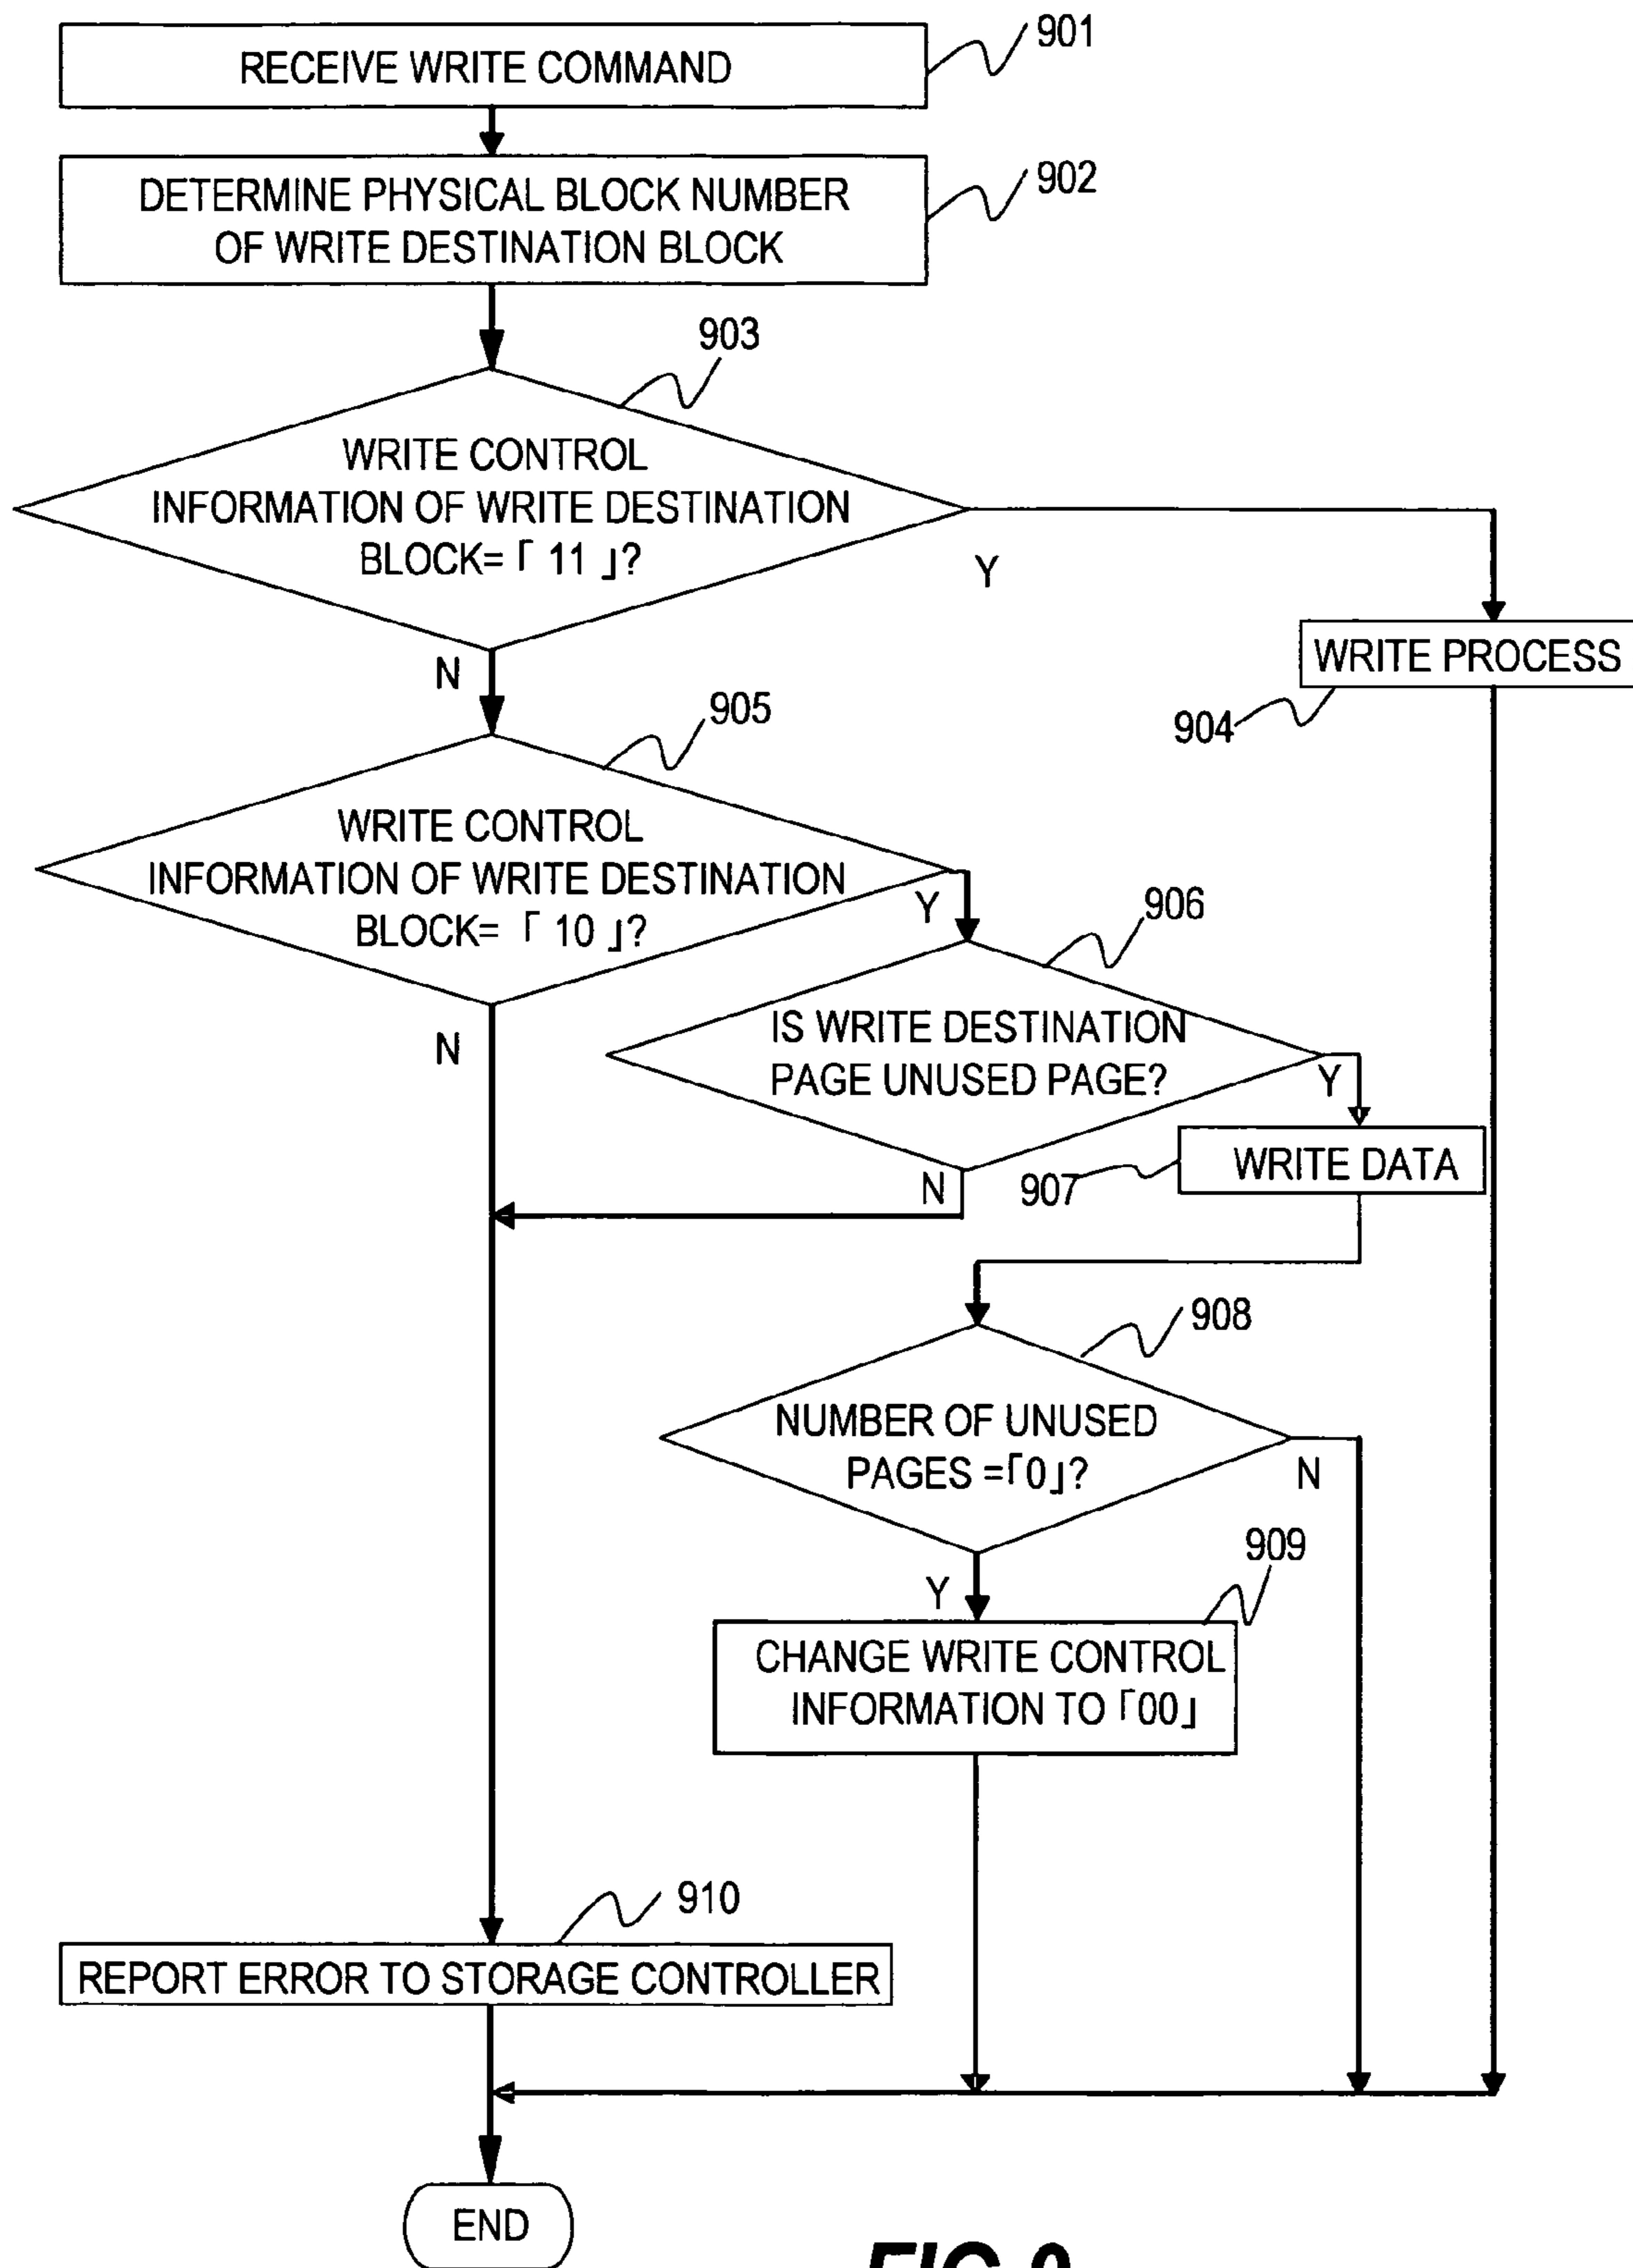 RECEIVE WRITE COMMAND
901
DETERMINE PHYSICAL BLOCK NUMBER
OF WRITE DESTINATION BLOCK
902
903
WRITE CONTROL
INFORMATION OF WRITE DESTINATION
BLOCK=「 11 」?
Y
N
WRITE PROCESS
904
905
WRITE CONTROL
INFORMATION OF WRITE DESTINATION
BLOCK= 「 10 」?
Y
N
906
IS WRITE DESTINATION
PAGE UNUSED PAGE?
Y
N
907
WRITE DATA
908
NUMBER OF UNUSED
PAGES =「0」?
N
Y
909
CHANGE WRITE CONTROL
INFORMATION TO「00」
910
REPORT ERROR TO STORAGE CONTROLLER
END